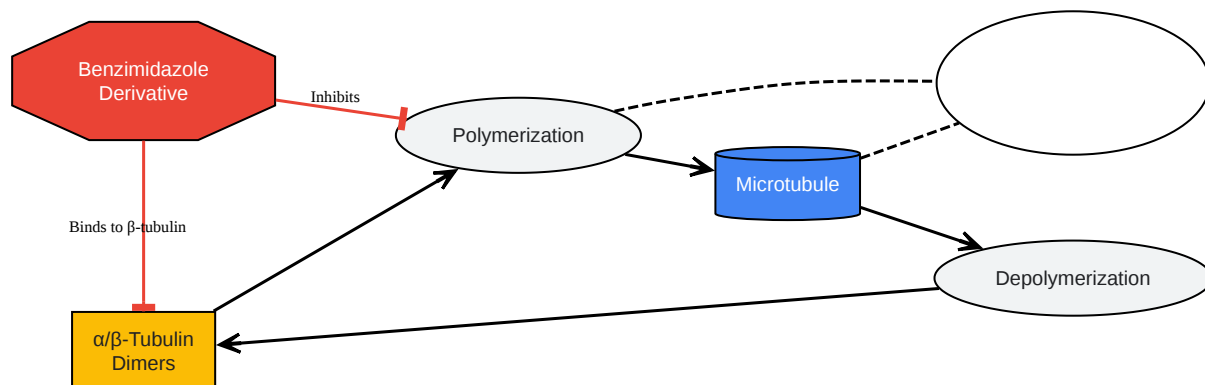 Benzimidazole
Derivative
Inhibits
Polymerization
Microtubule
Binds to β-tubulin
Depolymerization
α/β-Tubulin
Dimers